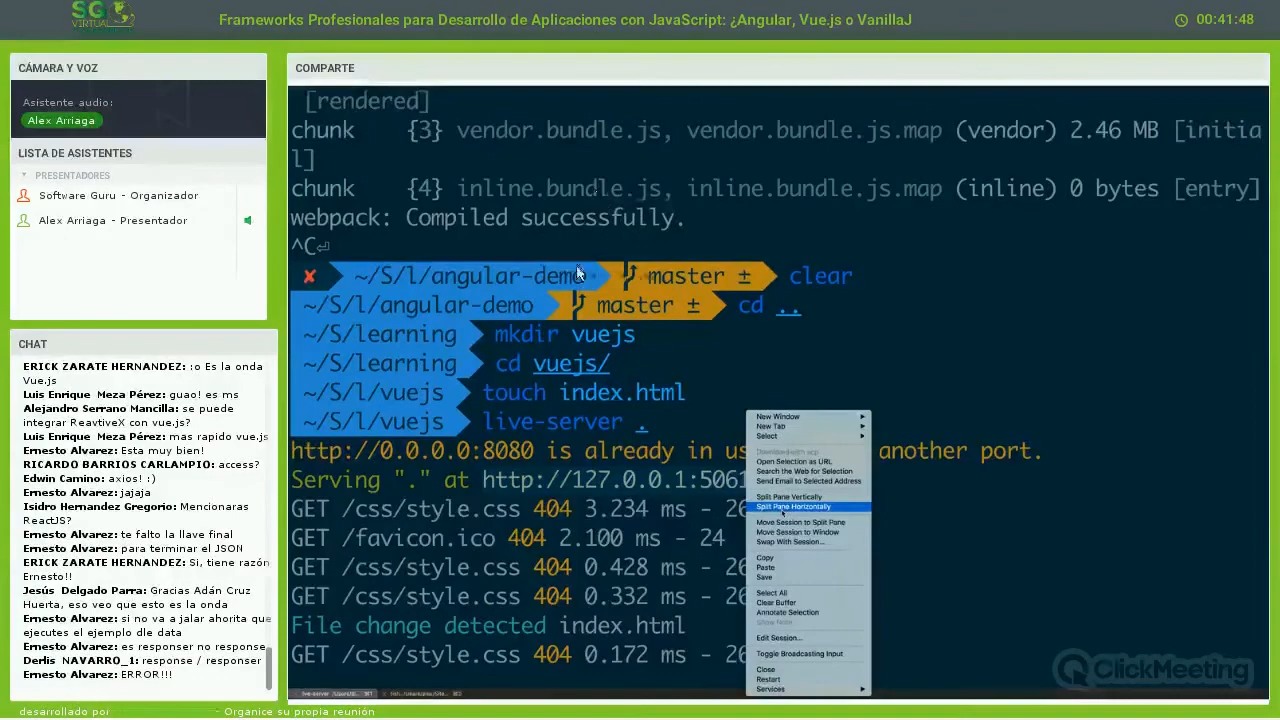 SG
VIRTUAL
Frameworks Profesionales para Desarrollo de Aplicaciones con JavaScript: ¿Angular, Vue.js o VanillaJ
00:41:48
CÁMARA Y VOZ
Asistente audio:
Alex Arriaga
LISTA DE ASISTENTES
PRESENTADORES
Software Guru - Organizador
Alex Arriaga - Presentador
CHAT
ERICK ZARATE HERNANDEZ: :o Es la onda
Vue.js
Luis Enrique Meza Pérez: guao! es ms
Alejandro Serrano Mancilla: se puede
integrar ReavtiveX con vue.js?
Luis Enrique Meza Pérez: mas rapido vue.js
Ernesto Alvarez: Esta muy bien!
RICARDO BARROS CARLAMPIO: access?
Edwin Camino: axios! :)
Ernesto Alvarez: jajaja
Isidro Hernandez Gregorio: Mencionaras
ReactJS?
Ernesto Alvarez: te falto la llave final
Ernesto Alvarez: para terminar el JSON
ERICK ZARATE HERNANDEZ: Si, tiene razón
Ernesto!!
Jesús Delgado Parra: Gracias Adán Cruz
Huerta, eso veo que esto es la onda
Ernesto Alvarez: si no va a jalar ahorita que
ejecutes el ejemplo dle data
Ernesto Alvarez: es responser no response
Derlis NAVARRO_1: response / responser
Ernesto Alvarez: ERROR!!!
COMPARTE
[rendered]
chunk {3} vendor.bundle.js, vendor.bundle.js.map (vendor) 2.46 MB [initia
l]
chunk {4} inline.bundle.js, inline.bundle.js.map (inline) 0 bytes [entry]
webpack: Compiled successfully.
^C⏎
✘ ~/S/l/angular-demo master ± clear
~/S/l/angular-demo master ± cd ..
~/S/learning mkdir vuejs
~/S/learning cd vuejs/
~/S/l/vuejs touch index.html
~/S/l/vuejs live-server .
http://0.0.0.0:8080 is already in us another port.
Serving "." at http://127.0.0.1:5061
GET /css/style.css 404 3.234 ms - 26
GET /favicon.ico 404 2.100 ms - 24
GET /css/style.css 404 0.428 ms - 26
GET /css/style.css 404 0.332 ms - 26
File change detected index.html
GET /css/style.css 404 0.172 ms - 26
New Window
New Tab
Select
Open Selection as URL
Search the Web for Selection
Send Email to Selected Address
Split Pane Vertically
Split Pane Horizontally
Move Session to Split Pane
Move Session to Window
Swap With Session...
Copy
Paste
Save
Select All
Clear Buffer
Annotate Selection
Show Note
Edit Session...
Toggle Broadcasting Input
Close
Restart
Services
ClickMeeting
desarrollado por
- Organice su propia reunión